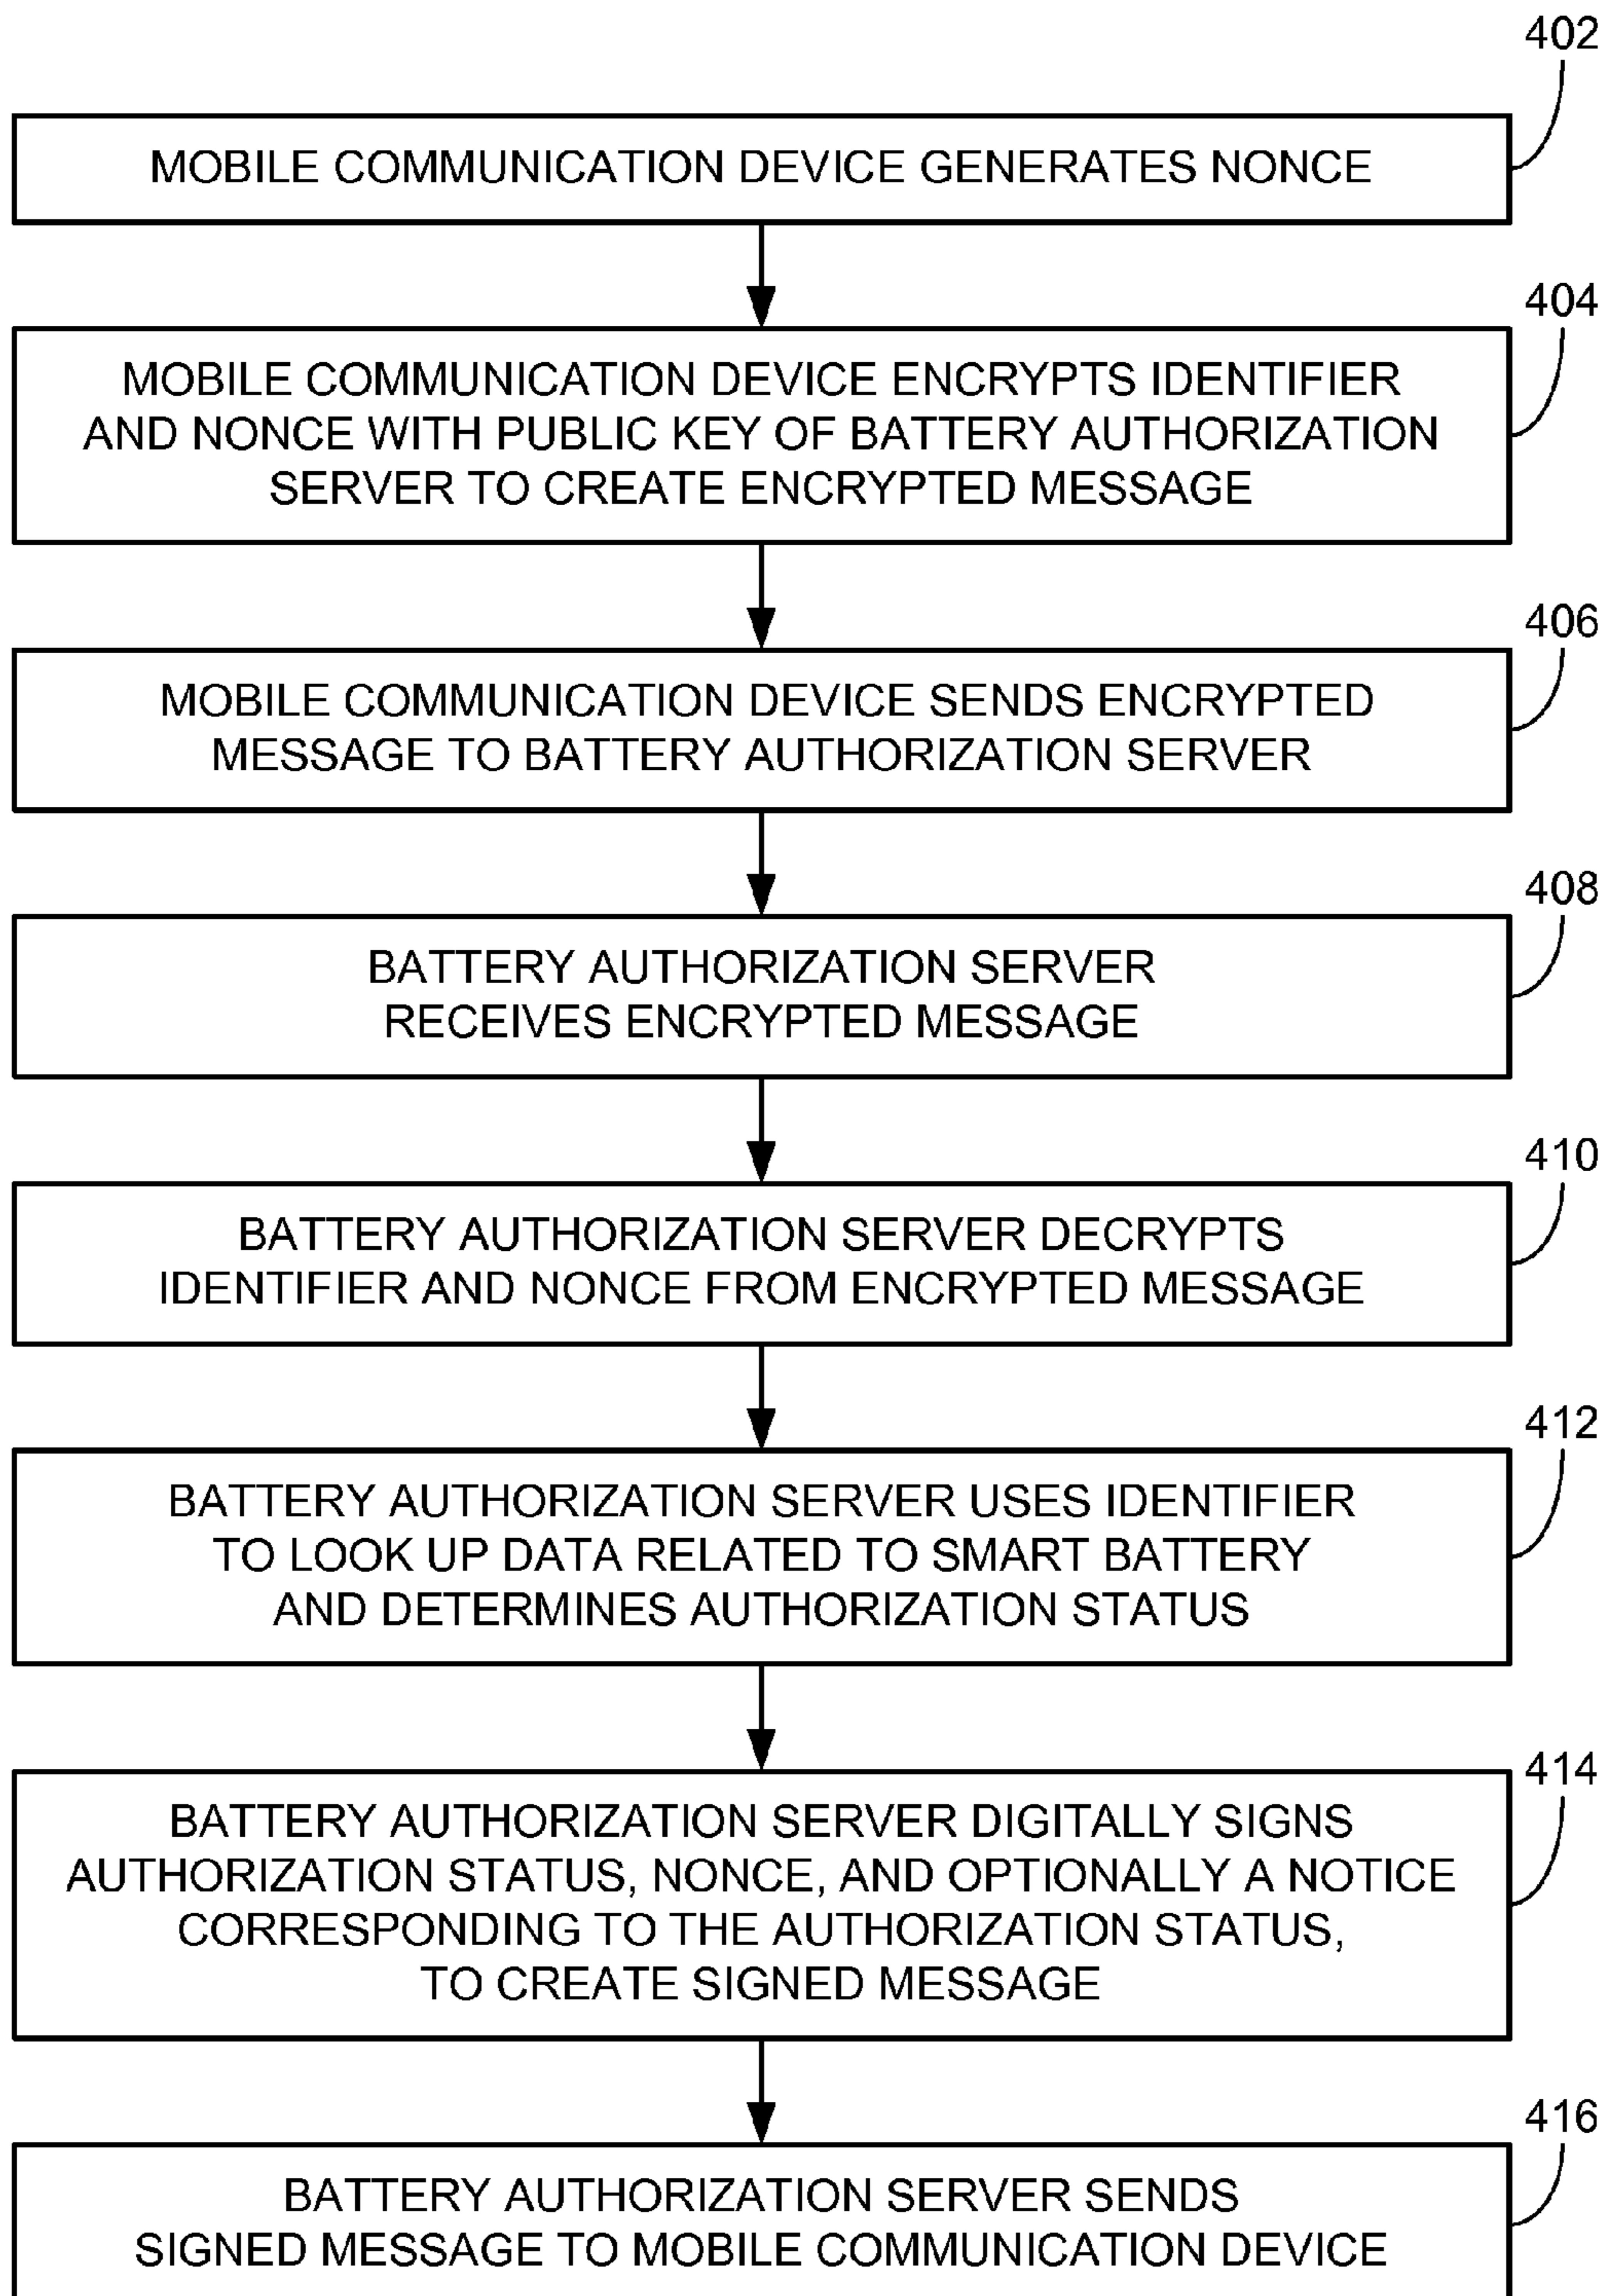 402
MOBILE COMMUNICATION DEVICE GENERATES NONCE
404
MOBILE COMMUNICATION DEVICE ENCRYPTS IDENTIFIER
AND NONCE WITH PUBLIC KEY OF BATTERY AUTHORIZATION
SERVER TO CREATE ENCRYPTED MESSAGE
406
MOBILE COMMUNICATION DEVICE SENDS ENCRYPTED
MESSAGE TO BATTERY AUTHORIZATION SERVER
408
BATTERY AUTHORIZATION SERVER
RECEIVES ENCRYPTED MESSAGE
410
BATTERY AUTHORIZATION SERVER DECRYPTS
IDENTIFIER AND NONCE FROM ENCRYPTED MESSAGE
412
BATTERY AUTHORIZATION SERVER USES IDENTIFIER
TO LOOK UP DATA RELATED TO SMART BATTERY
AND DETERMINES AUTHORIZATION STATUS
414
BATTERY AUTHORIZATION SERVER DIGITALLY SIGNS
AUTHORIZATION STATUS, NONCE, AND OPTIONALLY A NOTICE
CORRESPONDING TO THE AUTHORIZATION STATUS,
TO CREATE SIGNED MESSAGE
416
BATTERY AUTHORIZATION SERVER SENDS
SIGNED MESSAGE TO MOBILE COMMUNICATION DEVICE